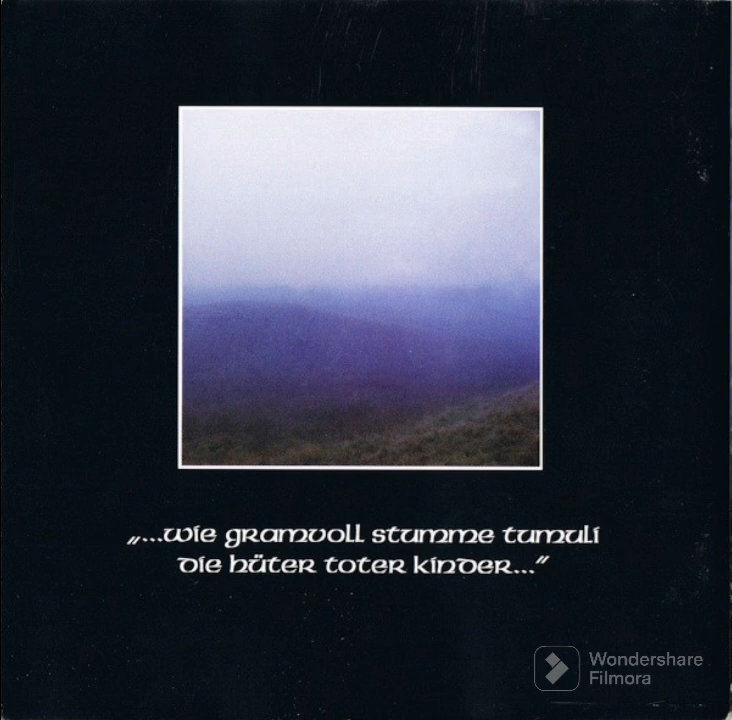 „...wie gramvoll stumme tumuli
die hüter toter kinder...“
Wondershare
Filmora